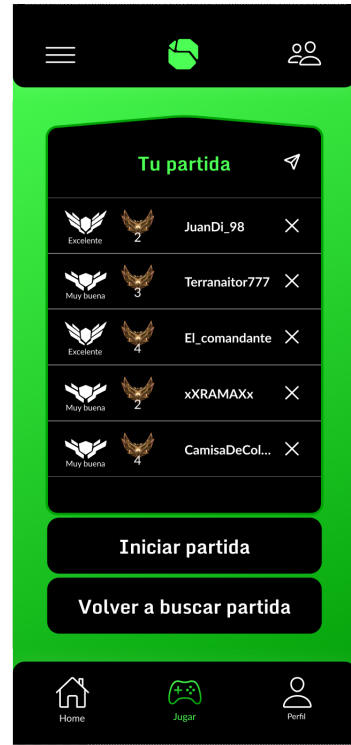 Tu partida
Excelente 2 JuanDi_98
Muy buena 3 Terranaitor777
Excelente 4 El_comandante
Muy buena 2 xXRAMAXx
Muy buena 4 CamisaDeCol...
Iniciar partida
Volver a buscar partida
Home Jugar Perfil